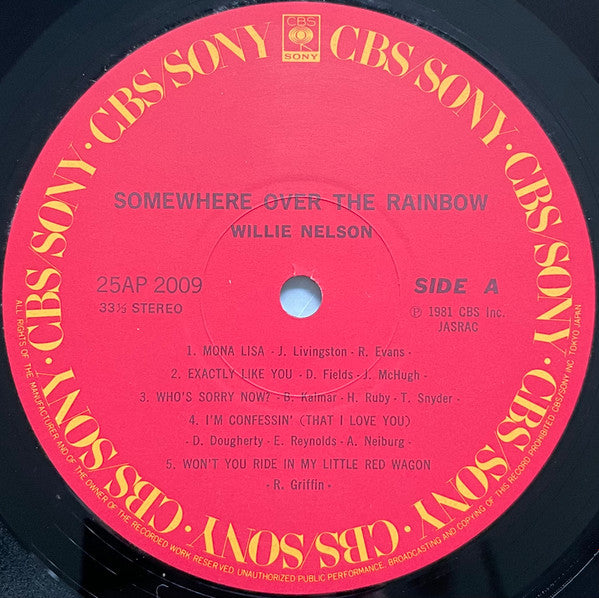 CBS
SONY
CBS/SONY · CBS/SONY · CBS/SONY · CBS/SONY · CBS/SONY · CBS/SONY · CBS/SONY · CBS/SONY
SOMEWHERE OVER THE RAINBOW
WILLIE NELSON
25AP 2009
33⅓ STEREO
SIDE A
Ⓟ 1981 CBS Inc.
JASRAC
1. MONA LISA - J. Livingston - R. Evans -
2. EXACTLY LIKE YOU - D. Fields - J. McHugh -
3. WHO'S SORRY NOW? - B. Kalmar - H. Ruby - T. Snyder -
4. I'M CONFESSIN' (THAT I LOVE YOU)
- D. Dougherty - E. Reynolds - A. Neiburg -
5. WON'T YOU RIDE IN MY LITTLE RED WAGON
- R. Griffin -
ALL RIGHTS OF THE MANUFACTURER AND OF THE OWNER OF THE RECORDED WORK RESERVED. UNAUTHORIZED PUBLIC PERFORMANCE, BROADCASTING AND COPYING OF THIS RECORD PROHIBITED CBS/SONY INC. TOKYO JAPAN